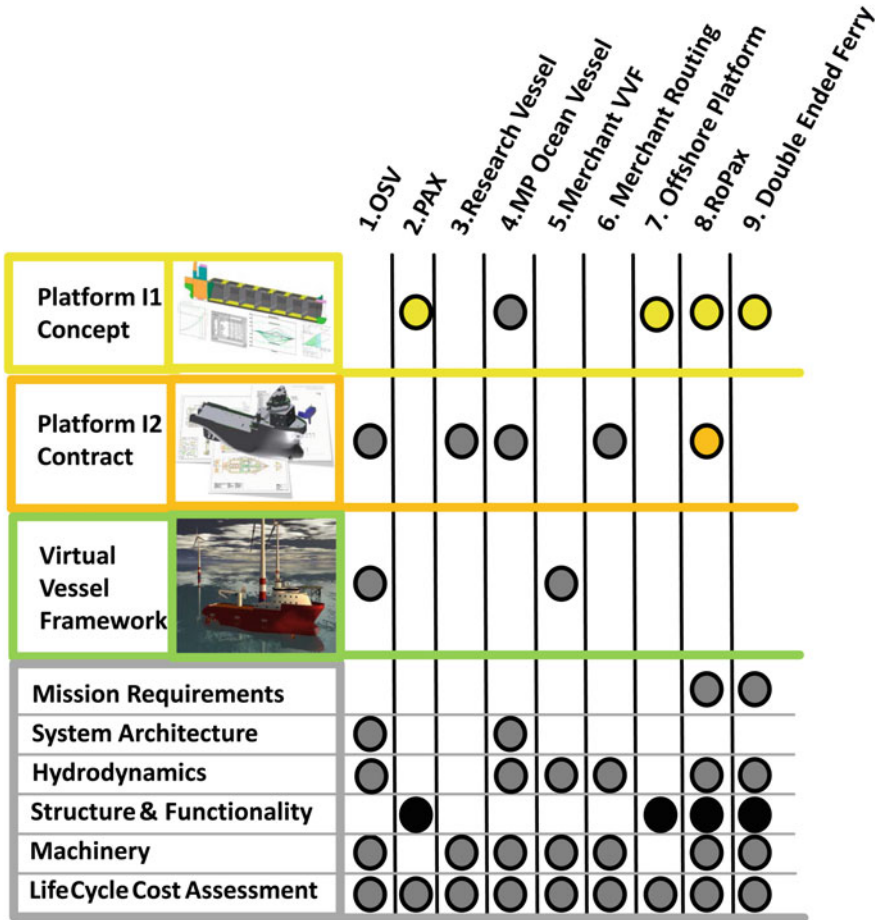 1.OSV
2.PAX
3.Research Vessel
4.MP Ocean Vessel
5.Merchant VVF
6. Merchant Routing
7. Offshore Platform
8.RoPax
9. Double Ended Ferry
Platform I1
Concept
Platform I2
Contract
Virtual
Vessel
Framework
Mission Requirements
System Architecture
Hydrodynamics
Structure & Functionality
Machinery
LifeCycle Cost Assessment